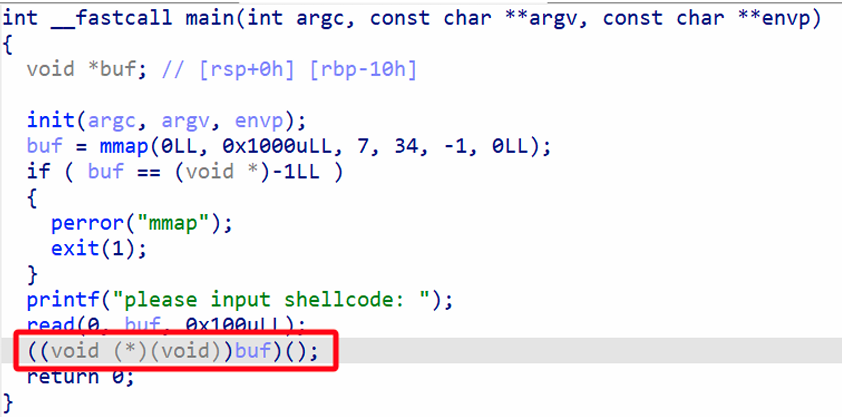 int __fastcall main(int argc, const char **argv, const char **envp)
{
void *buf; // [rsp+0h] [rbp-10h]
init(argc, argv, envp);
buf = mmap(0LL, 0x1000uLL, 7, 34, -1, 0LL);
if ( buf == (void *)-1LL )
{
perror("mmap");
exit(1);
}
printf("please input shellcode: ");
read(0, buf, 0x100uLL);
((void (*)(void))buf)();
return 0;
}